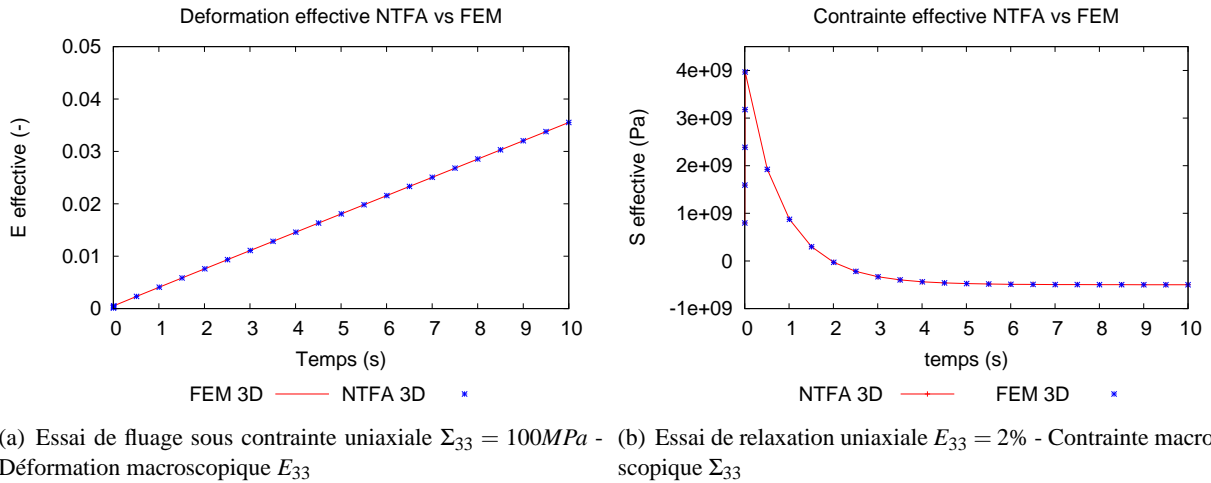 Deformation effective NTFA vs FEM
E effective (-)
0.05
0.04
0.03
0.02
0.01
0
0 1 2 3 4 5 6 7 8 9 10
Temps (s)
FEM 3D NTFA 3D
(a) Essai de fluage sous contrainte uniaxiale Σ33 = 100MPa -
Déformation macroscopique E33
Contrainte effective NTFA vs FEM
S effective (Pa)
4e+09
3e+09
2e+09
1e+09
0
-1e+09
0 1 2 3 4 5 6 7 8 9 10
temps (s)
NTFA 3D FEM 3D
(b) Essai de relaxation uniaxiale E33 = 2% - Contrainte macro
scopique Σ33